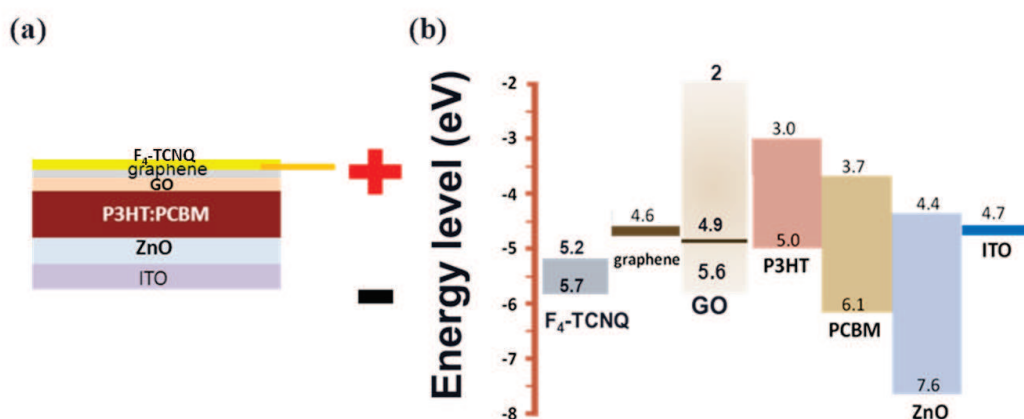 (a)
F₄-TCNQ
graphene
GO
P3HT:PCBM
ZnO
ITO
(b)
Energy level (eV)
-2
-3
-4
-5
-6
-7
-8
5.2
5.7
F₄-TCNQ
4.6
graphene
2
4.9
5.6
GO
3.0
5.0
P3HT
3.7
6.1
PCBM
4.4
7.6
ZnO
4.7
ITO